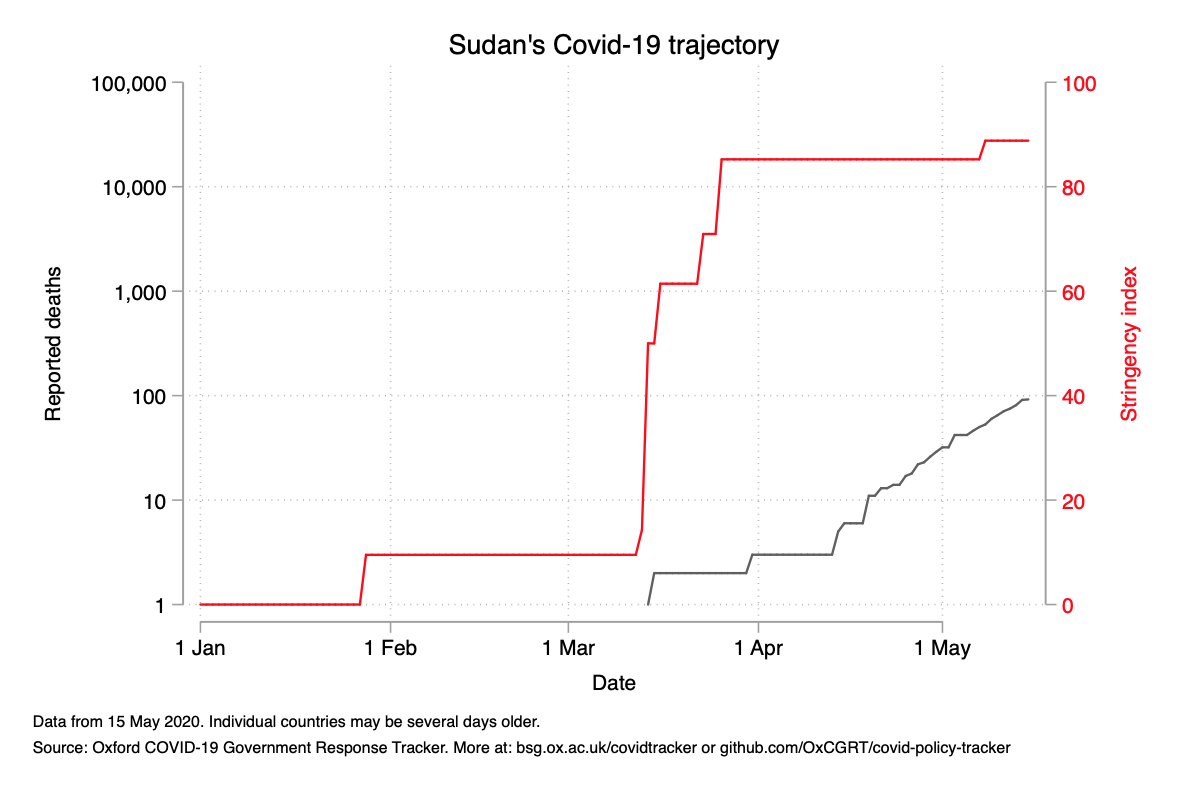 Sudan's Covid-19 trajectory
100,000
10,000
1,000
100
10
1
Reported deaths
100
80
60
40
20
0
Stringency index
1 Jan
1 Feb
1 Mar
1 Apr
1 May
Date
Data from 15 May 2020. Individual countries may be several days older.
Source: Oxford COVID-19 Government Response Tracker. More at: bsg.ox.ac.uk/covidtracker or github.com/OxCGRT/covid-policy-tracker